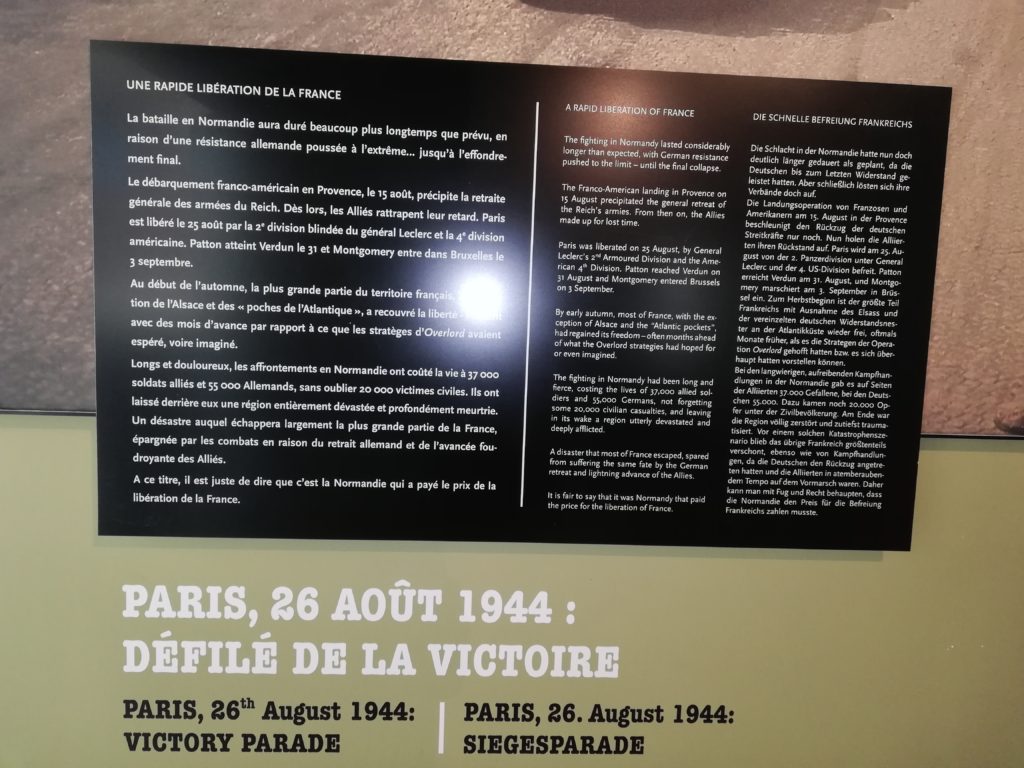 UNE RAPIDE LIBÉRATION DE LA FRANCE
La bataille en Normandie aura duré beaucoup plus longtemps que prévu, en
raison d'une résistance allemande poussée à l'extrême... jusqu'à l'effondre-
ment final.
Le débarquement franco-américain en Provence, le 15 août, précipite la retraite
générale des armées du Reich. Dès lors, les Alliés rattrapent leur retard. Paris
est libéré le 25 août par la 2e division blindée du général Leclerc et la 4e division
américaine. Patton atteint Verdun le 31 et Montgomery entre dans Bruxelles le
3 septembre.
Au début de l'automne, la plus grande partie du territoire français,
tion de l'Alsace et des « poches de l'Atlantique », a recouvré la liberté
avec des mois d'avance par rapport à ce que les stratèges d'Overlord avaient
espéré, voire imaginé.
Longs et douloureux, les affrontements en Normandie ont coûté la vie à 37 000
soldats alliés et 55 000 Allemands, sans oublier 20 000 victimes civiles. Ils ont
laissé derrière eux une région entièrement dévastée et profondément meurtrie.
Un désastre auquel échappera largement la plus grande partie de la France,
épargnée par les combats en raison du retrait allemand et de l'avancée fou-
droyante des Alliés.
A ce titre, il est juste de dire que c'est la Normandie qui a payé le prix de la
libération de la France.
A RAPID LIBERATION OF FRANCE
The fighting in Normandy lasted considerably
longer than expected, with German resistance
pushed to the limit – until the final collapse.
The Franco-American landing in Provence on
15 August precipitated the general retreat of
the Reich's armies. From then on, the Allies
made up for lost time.
Paris was liberated on 25 August, by General
Leclerc's 2nd Armoured Division and the Ame-
rican 4th Division. Patton reached Verdun on
31 August and Montgomery entered Brussels
on 3 September.
By early autumn, most of France, with the ex-
ception of Alsace and the "Atlantic pockets",
had regained its freedom – often months ahead
of what the Overlord strategies had hoped for
or even imagined.
The fighting in Normandy had been long and
fierce, costing the lives of 37,000 allied sol-
diers and 55,000 Germans, not forgetting
some 20,000 civilian casualties, and leaving
in its wake a region utterly devastated and
deeply afflicted.
A disaster that most of France escaped, spared
from suffering the same fate by the German
retreat and lightning advance of the Allies.
It is fair to say that it was Normandy that paid
the price for the liberation of France.
DIE SCHNELLE BEFREIUNG FRANKREICHS
Die Schlacht in der Normandie hatte nun doch
deutlich länger gedauert als geplant, da die
Deutschen bis zum Letzten Widerstand ge-
leistet hatten. Aber schließlich lösten sich ihre
Verbände doch auf.
Die Landungsoperation von Franzosen und
Amerikanern am 15. August in der Provence
beschleunigt den Rückzug der deutschen
Streitkräfte nur noch. Nun holen die Alliier-
ten ihren Rückstand auf. Paris wird am 25. Au-
gust von der 2. Panzerdivision unter General
Leclerc und der 4. US-Division befreit. Patton
erreicht Verdun am 31. August, und Montgo-
mery marschiert am 3. September in Brüs-
sel ein. Zum Herbstbeginn ist der größte Teil
Frankreichs mit Ausnahme des Elsass und
der vereinzelten deutschen Widerstandsnes-
ter an der Atlantikküste wieder frei, oftmals
Monate früher, als es die Strategen der Opera-
tion Overlord gehofft hatten bzw. es sich über-
haupt hatten vorstellen können.
Bei den langwierigen, aufreibenden Kampfhan-
dlungen in der Normandie gab es auf Seiten
der Alliierten 37.000 Gefallene, bei den Deuts-
chen 55.000. Dazu kamen noch 20.000 Op-
fer unter der Zivilbevölkerung. Am Ende war
die Region völlig zerstört und zutiefst trauma-
tisiert. Vor einem solchen Katastrophensze-
nario blieb das übrige Frankreich größtenteils
verschont, ebenso wie von Kampfhandlun-
gen, da die Deutschen den Rückzug angetre-
ten hatten und die Alliierten in atemberauben-
dem Tempo auf dem Vormarsch waren. Daher
kann man mit Fug und Recht behaupten, dass
die Normandie den Preis für die Befreiung
Frankreichs zahlen musste.
PARIS, 26 AOÛT 1944 :
DÉFILÉ DE LA VICTOIRE
PARIS, 26th August 1944:
VICTORY PARADE
PARIS, 26. August 1944:
SIEGESPARADE